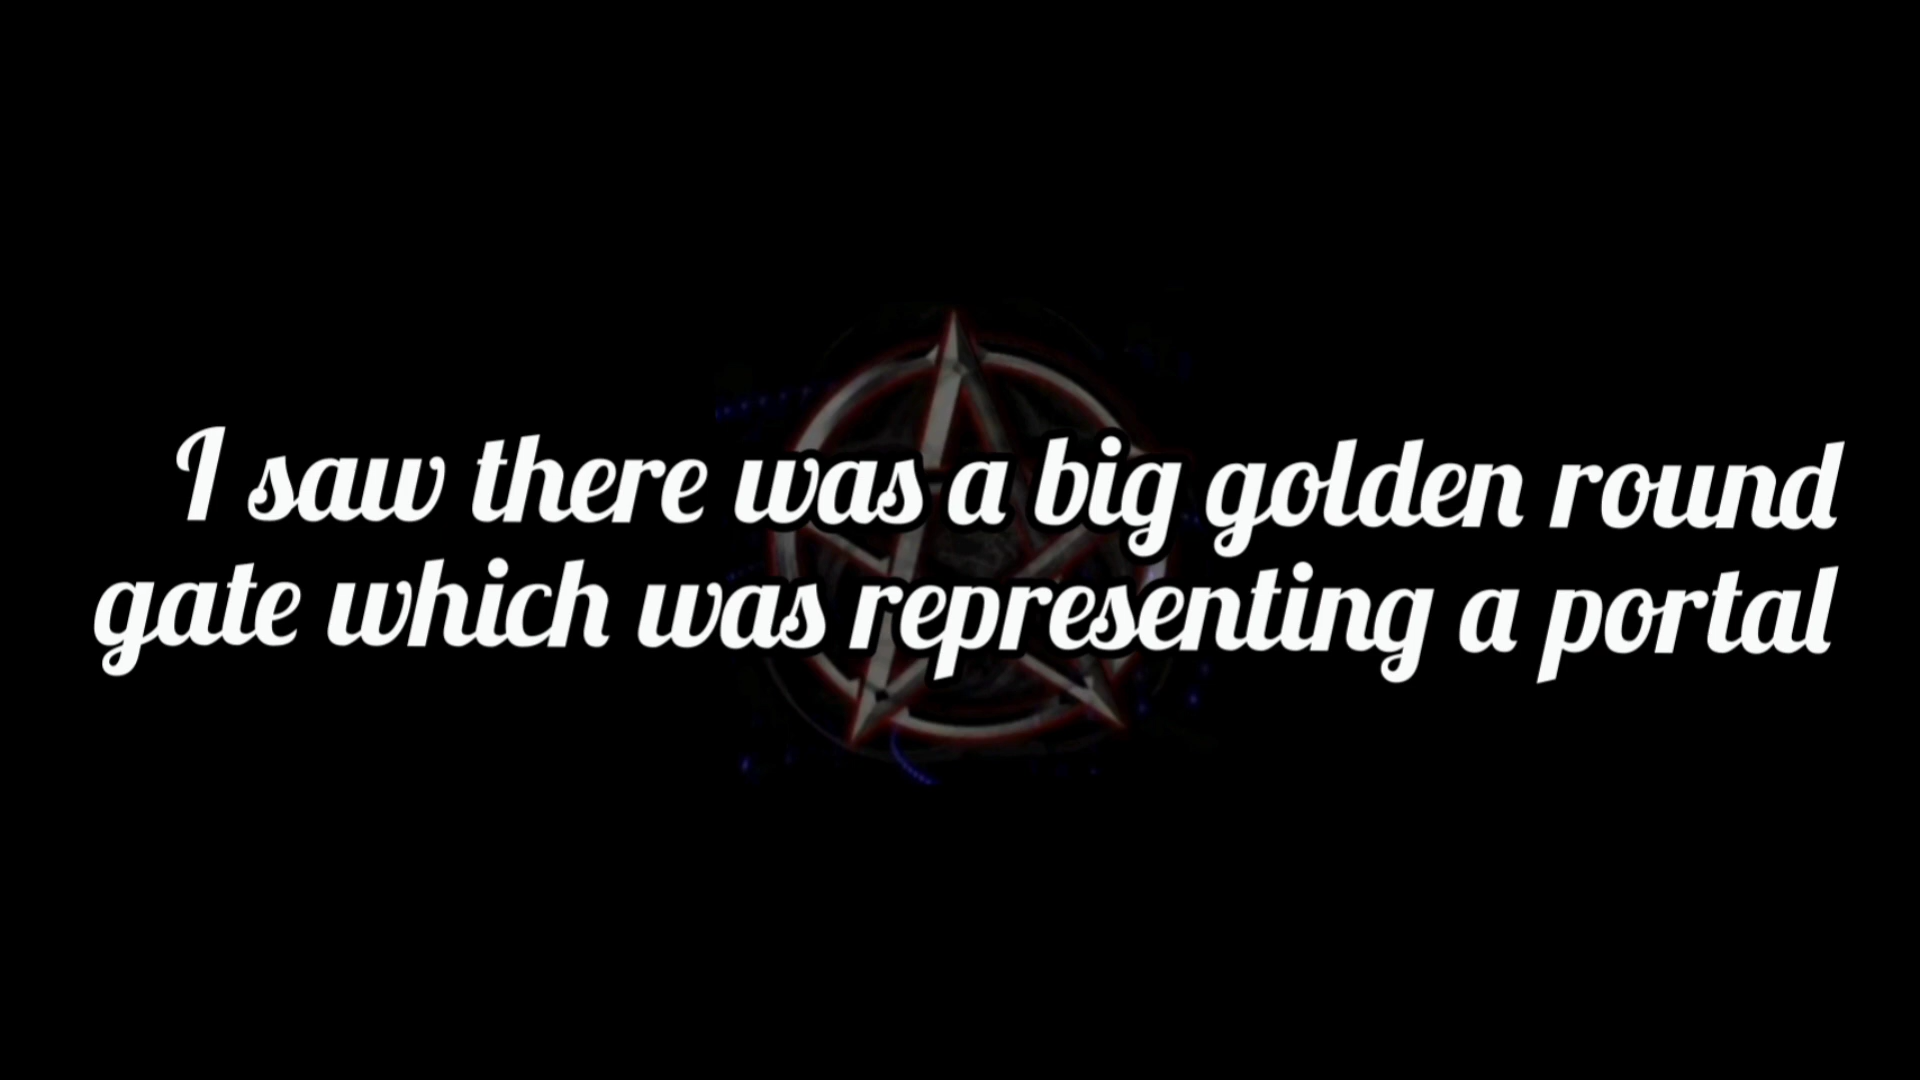 I saw there was a big golden round
gate which was representing a portal